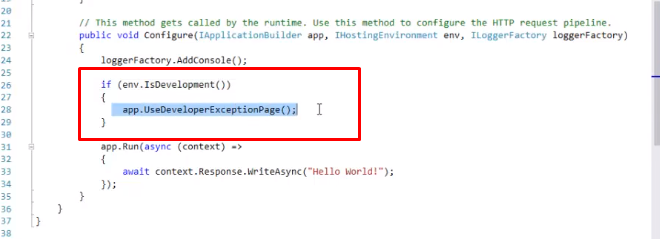 20
21 // This method gets called by the runtime. Use this method to configure the HTTP request pipeline.
22 public void Configure(IApplicationBuilder app, IHostingEnvironment env, ILoggerFactory loggerFactory)
23 {
24 loggerFactory.AddConsole();
25
26 if (env.IsDevelopment())
27 {
28 app.UseDeveloperExceptionPage();
29 }
30
31 app.Run(async (context) =>
32 {
33 await context.Response.WriteAsync("Hello World!");
34 });
35 }
36 }
37 }
38